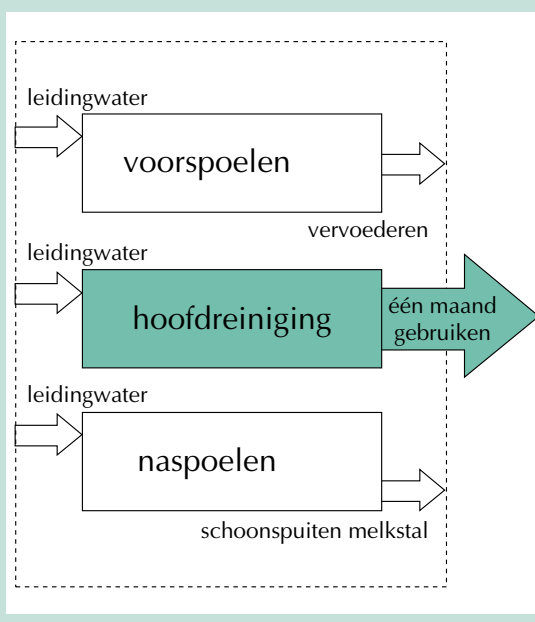 leidingwater
voorspoelen
vervoederen
leidingwater
hoofdreiniging
één maand
gebruiken
leidingwater
naspoelen
schoonspuiten melkstal